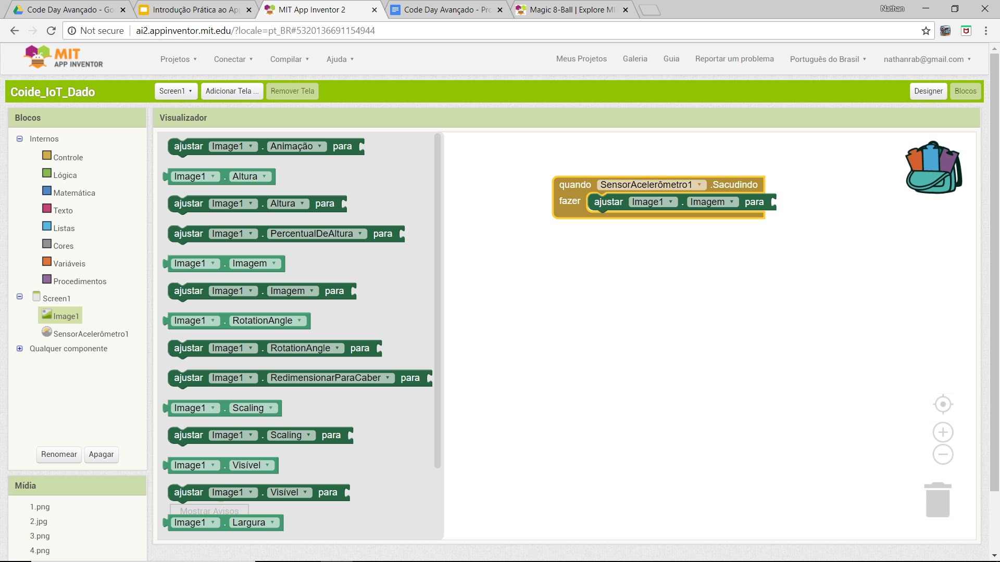 Code Day Avançado - Go
Introdução Prática ao Ap
MIT App Inventor 2
Code Day Avançado - Pro
Magic 8-Ball | Explore MI
Nathan
Not secure
ai2.appinventor.mit.edu/?locale=pt_BR#5320136691154944
MIT
APP INVENTOR
Projetos
Conectar
Compilar
Ajuda
Meus Projetos
Galeria
Guia
Reportar um problema
Português do Brasil
nathanrab@gmail.com
Coide_IoT_Dado
Screen1
Adicionar Tela ...
Remover Tela
Designer
Blocos
Blocos
Internos
Controle
Lógica
Matemática
Texto
Listas
Cores
Variáveis
Procedimentos
Screen1
Image1
SensorAcelerômetro1
Qualquer componente
Renomear
Apagar
Mídia
1.png
2.jpg
3.png
4.png
Visualizador
ajustar Image1 . Animação para
Image1 . Altura
ajustar Image1 . Altura para
ajustar Image1 . PercentualDeAltura para
Image1 . Imagem
ajustar Image1 . Imagem para
Image1 . RotationAngle
ajustar Image1 . RotationAngle para
ajustar Image1 . RedimensionarParaCaber para
Image1 . Scaling
ajustar Image1 . Scaling para
Image1 . Visível
ajustar Image1 . Visível para
Mostrar Avisos
Image1 . Largura
quando SensorAcelerômetro1 .Sacudindo
fazer ajustar Image1 . Imagem para